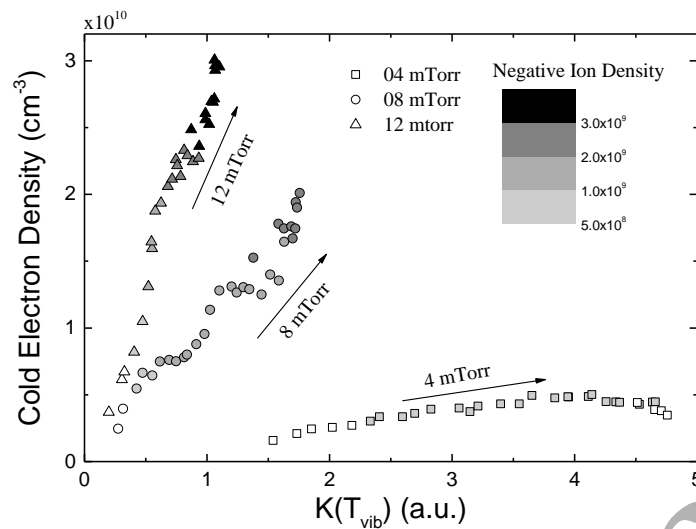 x10^10
3
2
1
0
Cold Electron Density (cm^-3)
04 mTorr
08 mTorr
12 mtorr
Negative Ion Density
3.0x10^9
2.0x10^9
1.0x10^9
5.0x10^8
12 mTorr
8 mTorr
4 mTorr
0 1 2 3 4 5
K(T_vib) (a.u.)